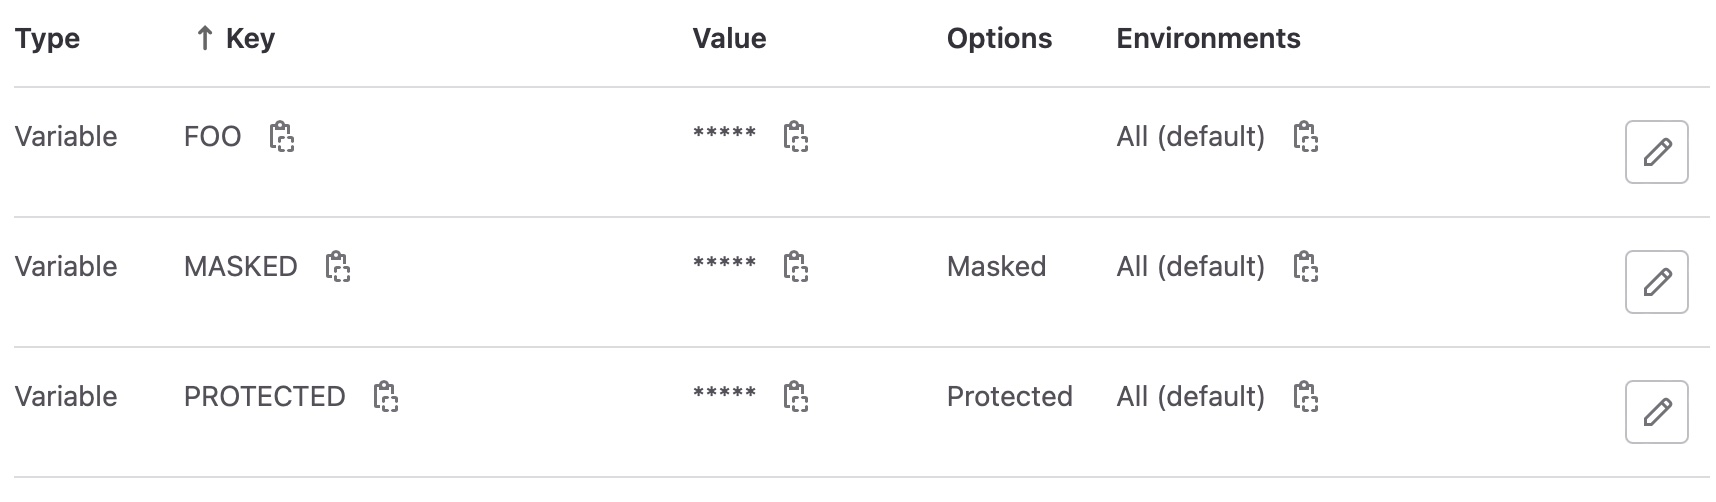 Type ↑ Key Value Options Environments
Variable FOO ***** All (default)
Variable MASKED ***** Masked All (default)
Variable PROTECTED ***** Protected All (default)